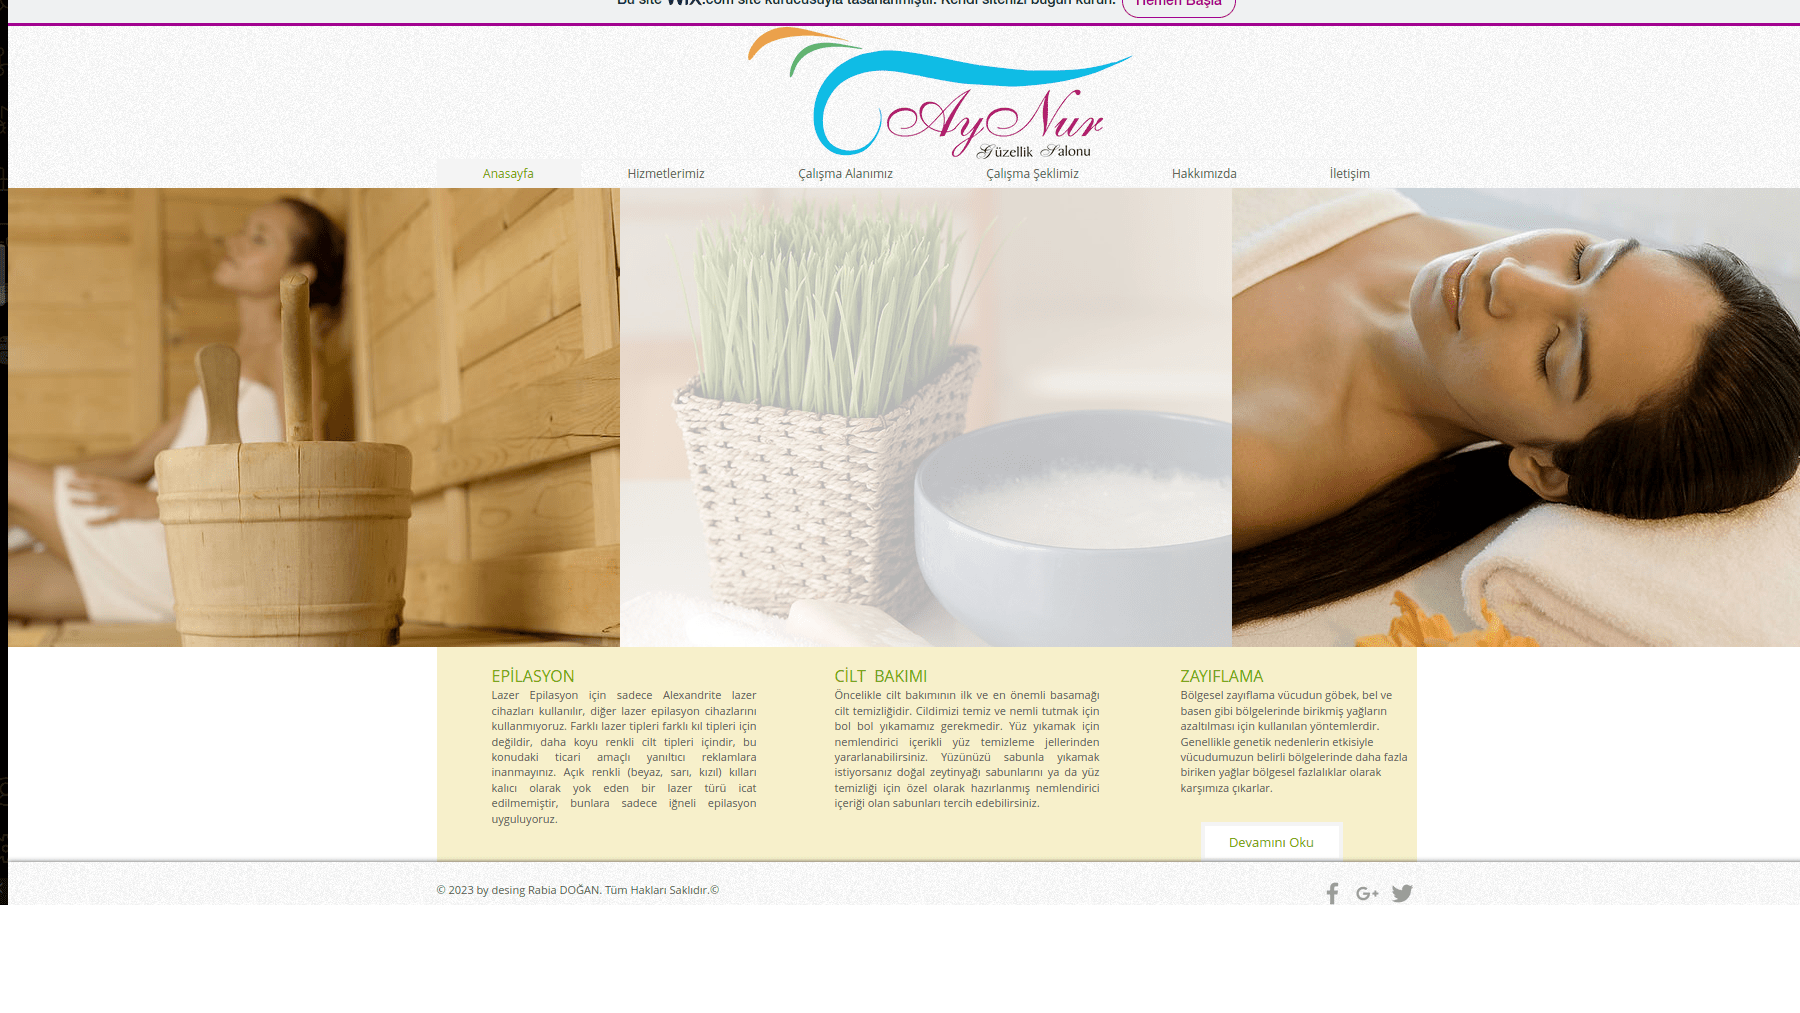 Bu site WiX.com site kurucusuyla tasarlanmıştır. Kendi sitenizi bugün kurun. Hemen Başla
AyNur
Güzellik Salonu
Anasayfa Hizmetlerimiz Çalışma Alanımız Çalışma Şeklimiz Hakkımızda İletişim
EPİLASYON
Lazer Epilasyon için sadece Alexandrite lazer
cihazları kullanılır, diğer lazer epilasyon cihazlarını
kullanmıyoruz. Farklı lazer tipleri farklı kıl tipleri için
değildir, daha koyu renkli cilt tipleri içindir, bu
konudaki ticari amaçlı yanıltıcı reklamlara
inanmayınız. Açık renkli (beyaz, sarı, kızıl) kılları
kalıcı olarak yok eden bir lazer türü icat
edilmemiştir, bunlara sadece iğneli epilasyon
uyguluyoruz.
CİLT BAKIMI
Öncelikle cilt bakımının ilk ve en önemli basamağı
cilt temizliğidir. Cildimizi temiz ve nemli tutmak için
bol bol yıkamamız gerekmedir. Yüz yıkamak için
nemlendirici içerikli yüz temizleme jellerinden
yararlanabilirsiniz. Yüzünüzü sabunla yıkamak
istiyorsanız doğal zeytinyağı sabunlarını ya da yüz
temizliği için özel olarak hazırlanmış nemlendirici
içeriği olan sabunları tercih edebilirsiniz.
ZAYIFLAMA
Bölgesel zayıflama vücudun göbek, bel ve
basen gibi bölgelerinde birikmiş yağların
azaltılması için kullanılan yöntemlerdir.
Genellikle genetik nedenlerin etkisiyle
vücudumuzun belirli bölgelerinde daha fazla
biriken yağlar bölgesel fazlalıklar olarak
karşımıza çıkarlar.
Devamını Oku
© 2023 by desing Rabia DOĞAN. Tüm Hakları Saklıdır.©